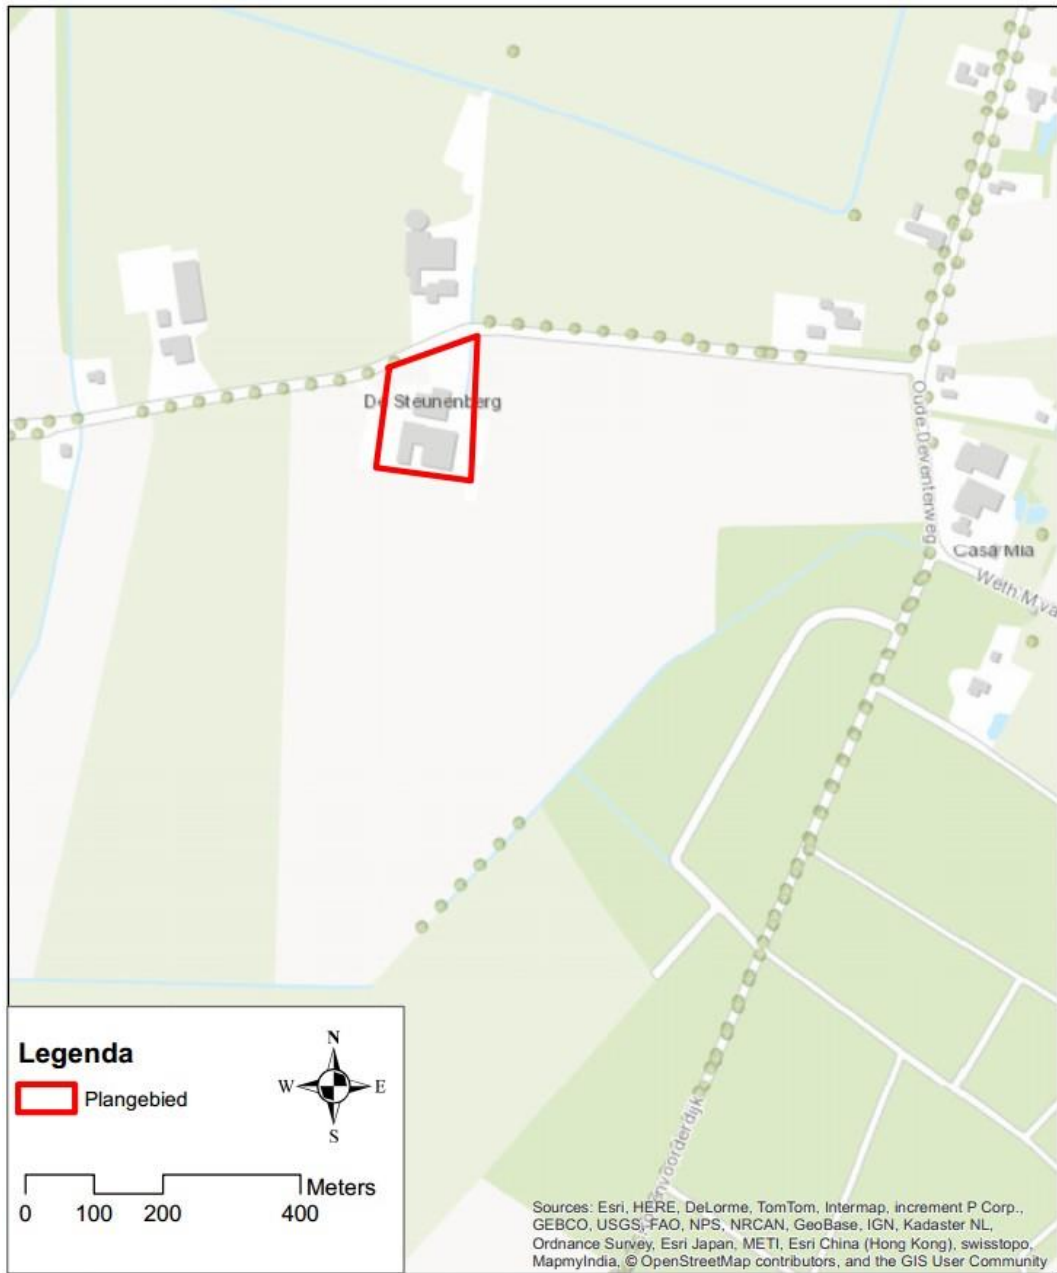 De Steunenberg
Oude Deventerweg
Casa Mia
Weth M va
Legenda
N
W E
S
Plangebied
Meters
0 100 200 400
Sources: Esri, HERE, DeLorme, TomTom, Intermap, increment P Corp.,
GEBCO, USGS, FAO, NPS, NRCAN, GeoBase, IGN, Kadaster NL,
Ordnance Survey, Esri Japan, METI, Esri China (Hong Kong), swisstopo,
MapmyIndia, © OpenStreetMap contributors, and the GIS User Community